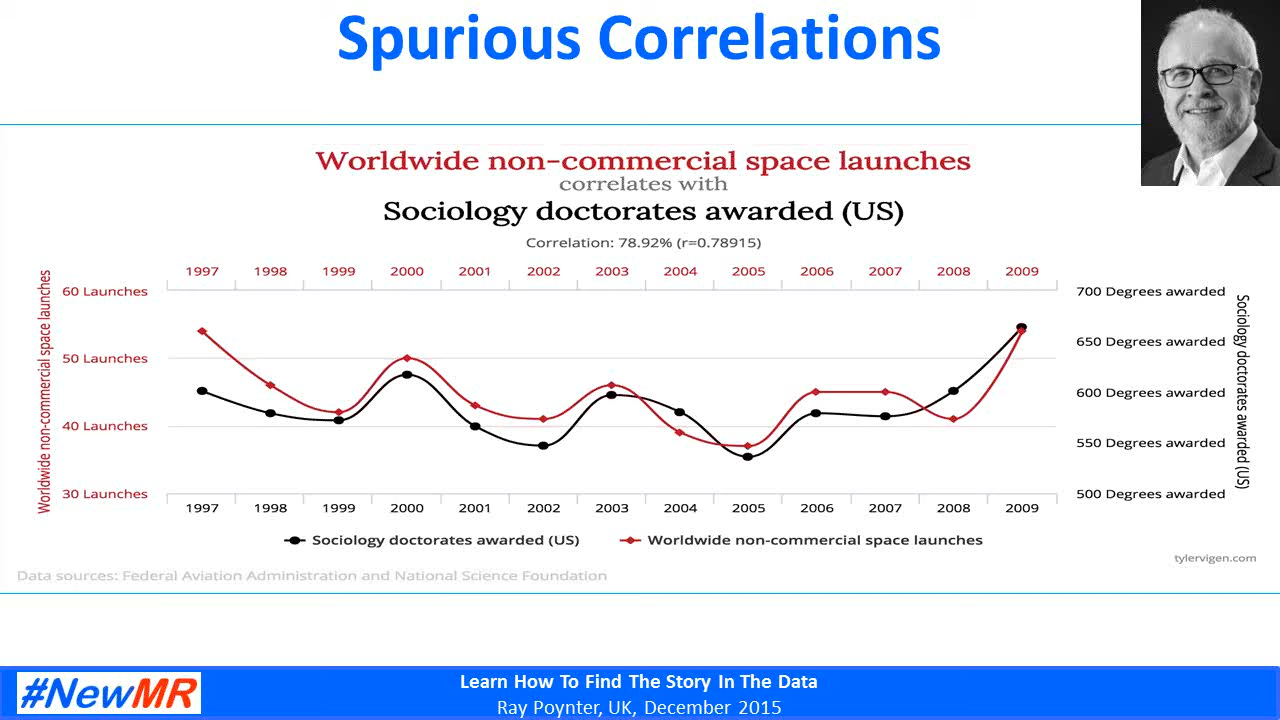 Spurious Correlations
Worldwide non-commercial space launches
correlates with
Sociology doctorates awarded (US)
Correlation: 78.92% (r=0.78915)
1997 1998 1999 2000 2001 2002 2003 2004 2005 2006 2007 2008 2009
Worldwide non-commercial space launches
60 Launches
50 Launches
40 Launches
30 Launches
700 Degrees awarded
650 Degrees awarded
600 Degrees awarded
550 Degrees awarded
500 Degrees awarded
Sociology doctorates awarded (US)
1997 1998 1999 2000 2001 2002 2003 2004 2005 2006 2007 2008 2009
Sociology doctorates awarded (US) Worldwide non-commercial space launches
tylervigen.com
Data sources: Federal Aviation Administration and National Science Foundation
#NewMR
Learn How To Find The Story In The Data
Ray Poynter, UK, December 2015